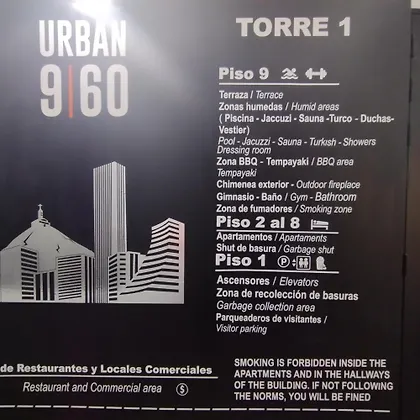 URBAN
9|60
TORRE 1
Piso 9
Terraza / Terrace
Zonas humedas / Humid areas
( Piscina - Jaccuzi - Sauna -Turco - Duchas-
Vestier)
Pool - Jacuzzi - Sauna - Turkish - Showers
Dressing room
Zona BBQ - Tempayaki / BBQ area
Tempayaki
Chimenea exterior - Outdoor fireplace
Gimnasio - Baño / Gym - Bathroom
Zona de fumadores / Smoking zone
Piso 2 al 8
Apartamentos / Apartaments
Shut de basura / Garbage shut
Piso 1 P
Ascensores / Elevators
Zona de recolección de basuras
Garbage collection area
Parqueaderos de visitantes /
Visitor parking
de Restaurantes y Locales Comerciales
Restaurant and Commercial area $
SMOKING IS FORBIDDEN INSIDE THE
APARTMENTS AND IN THE HALLWAYS
OF THE BUILDING. IF NOT FOLLOWING
THE NORMS, YOU WILL BE FINED